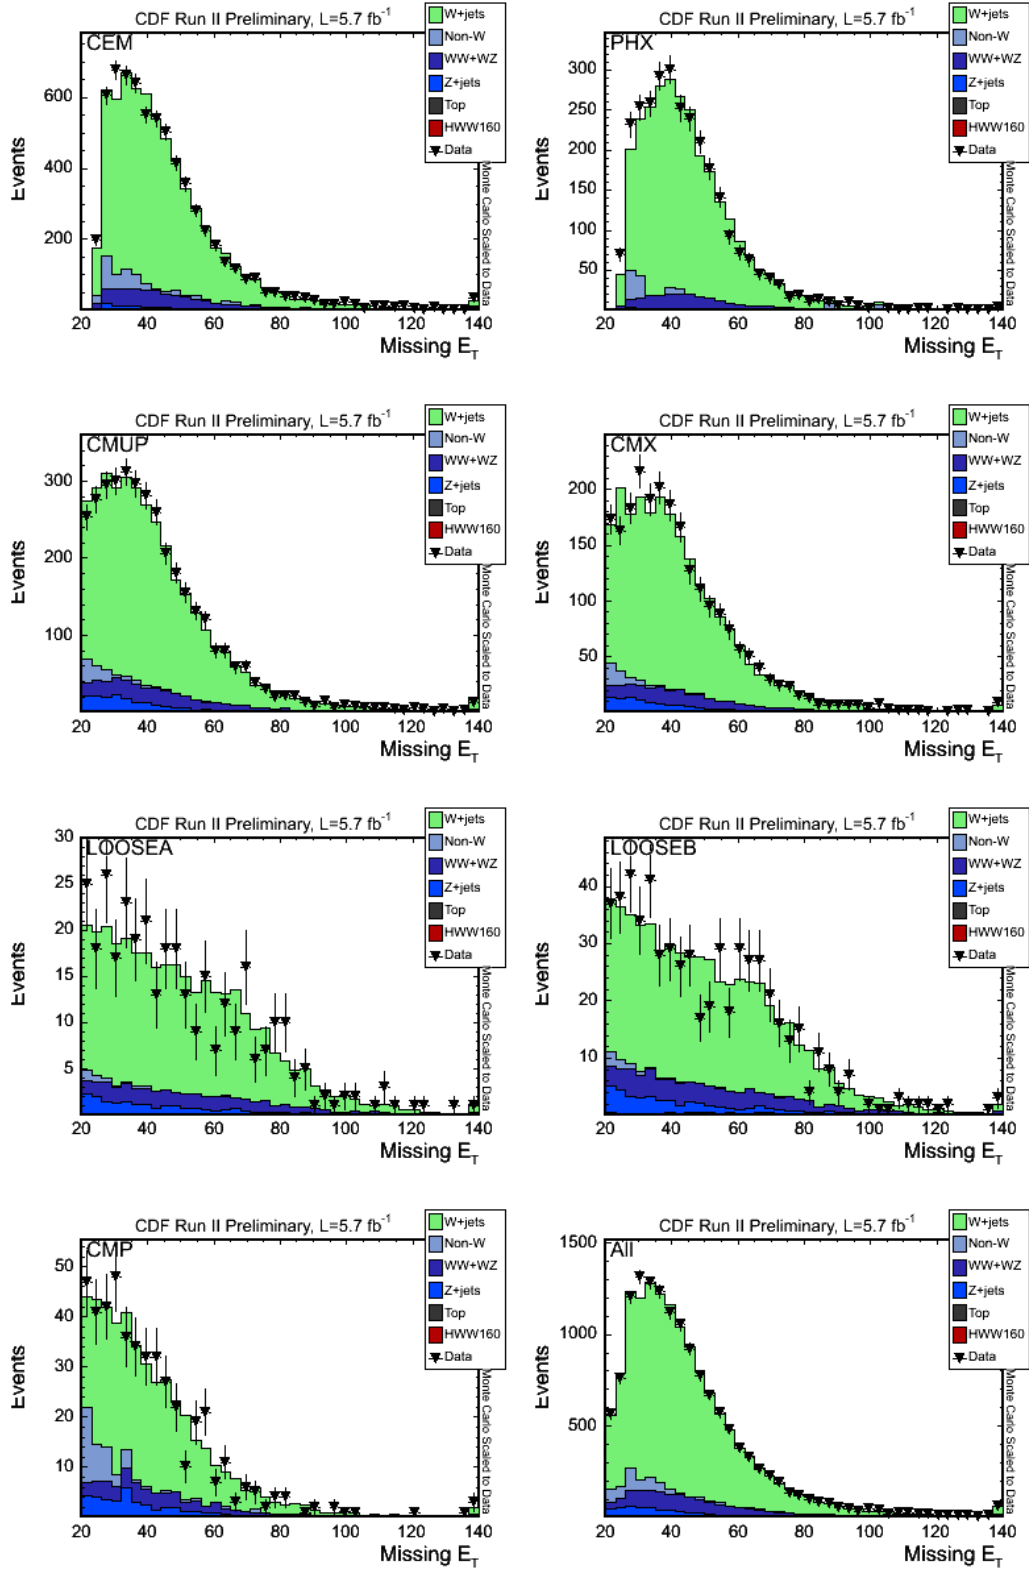 CDF Run II Preliminary, L=5.7 fb⁻¹
CEM
W+jets
Non-W
WW+WZ
Z+jets
Top
HWW160
Data
Events
600
400
200
20 40 60 80 100 120 140
Missing E_T
Monte Carlo Scaled to Data
CDF Run II Preliminary, L=5.7 fb⁻¹
PHX
W+jets
Non-W
WW+WZ
Z+jets
Top
HWW160
Data
Events
300
250
200
150
100
50
20 40 60 80 100 120 140
Missing E_T
Monte Carlo Scaled to Data
CDF Run II Preliminary, L=5.7 fb⁻¹
CMUP
W+jets
Non-W
WW+WZ
Z+jets
Top
HWW160
Data
Events
300
200
100
20 40 60 80 100 120 140
Missing E_T
Monte Carlo Scaled to Data
CDF Run II Preliminary, L=5.7 fb⁻¹
CMX
W+jets
Non-W
WW+WZ
Z+jets
Top
HWW160
Data
Events
200
150
100
50
20 40 60 80 100 120 140
Missing E_T
Monte Carlo Scaled to Data
CDF Run II Preliminary, L=5.7 fb⁻¹
LOOSEA
W+jets
Non-W
WW+WZ
Z+jets
Top
HWW160
Data
Events
30
25
20
15
10
5
20 40 60 80 100 120 140
Missing E_T
Monte Carlo Scaled to Data
CDF Run II Preliminary, L=5.7 fb⁻¹
LOOSEB
W+jets
Non-W
WW+WZ
Z+jets
Top
HWW160
Data
Events
40
30
20
10
20 40 60 80 100 120 140
Missing E_T
Monte Carlo Scaled to Data
CDF Run II Preliminary, L=5.7 fb⁻¹
CMP
W+jets
Non-W
WW+WZ
Z+jets
Top
HWW160
Data
Events
50
40
30
20
10
20 40 60 80 100 120 140
Missing E_T
Monte Carlo Scaled to Data
CDF Run II Preliminary, L=5.7 fb⁻¹
All
W+jets
Non-W
WW+WZ
Z+jets
Top
HWW160
Data
Events
1500
1000
500
20 40 60 80 100 120 140
Missing E_T
Monte Carlo Scaled to Data